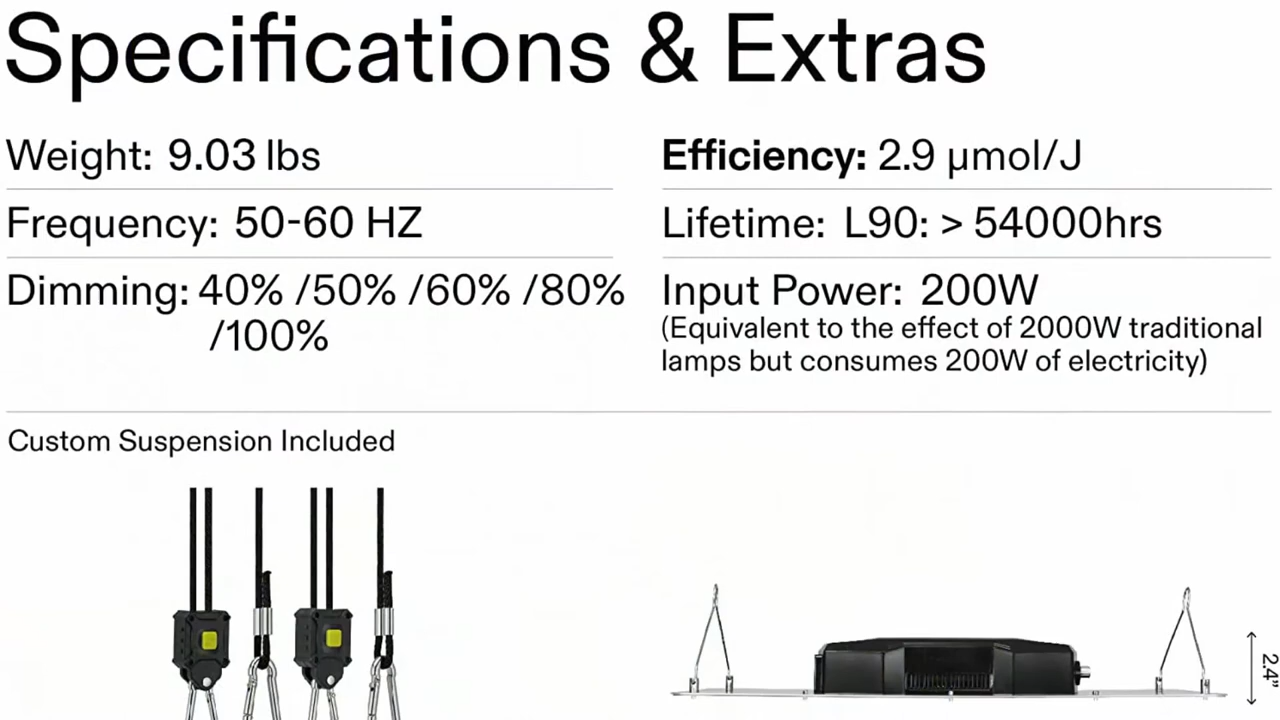 Specifications & Extras
Weight: 9.03 lbs
Frequency: 50-60 HZ
Dimming: 40% /50% /60% /80%
/100%
Efficiency: 2.9 µmol/J
Lifetime: L90: > 54000hrs
Input Power: 200W
(Equivalent to the effect of 2000W traditional
lamps but consumes 200W of electricity)
Custom Suspension Included
2.4”